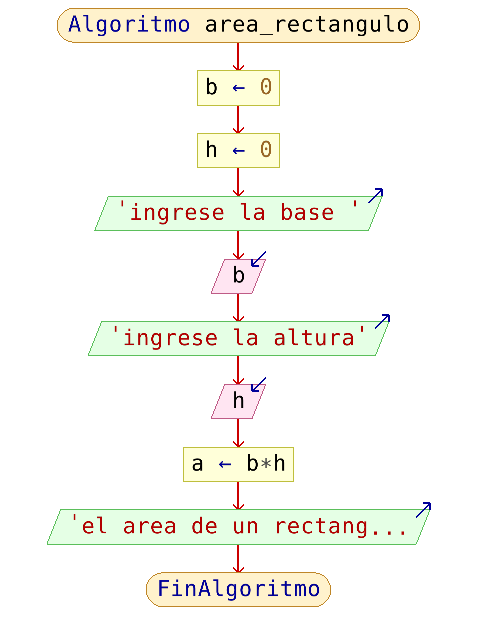 Algoritmo area_rectangulo
b ← 0
h ← 0
'ingrese la base '
b
'ingrese la altura'
h
a ← b*h
'el area de un rectang...
FinAlgoritmo